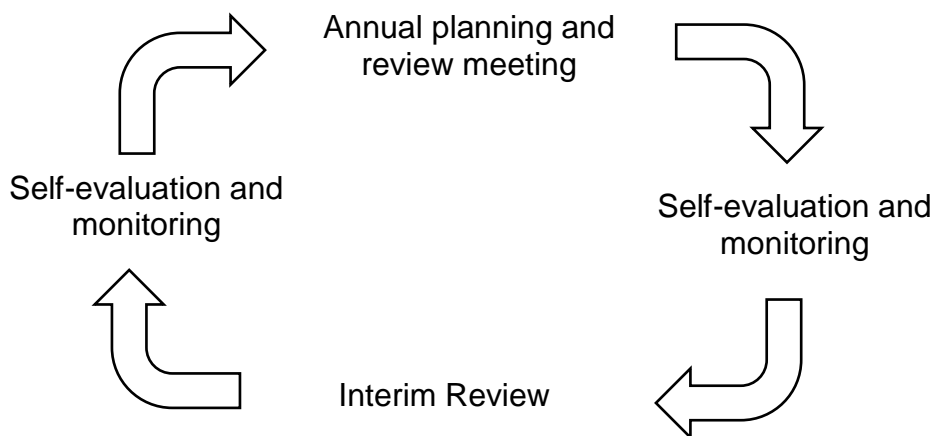 Annual planning and
review meeting
Self-evaluation and
monitoring
Self-evaluation and
monitoring
Interim Review